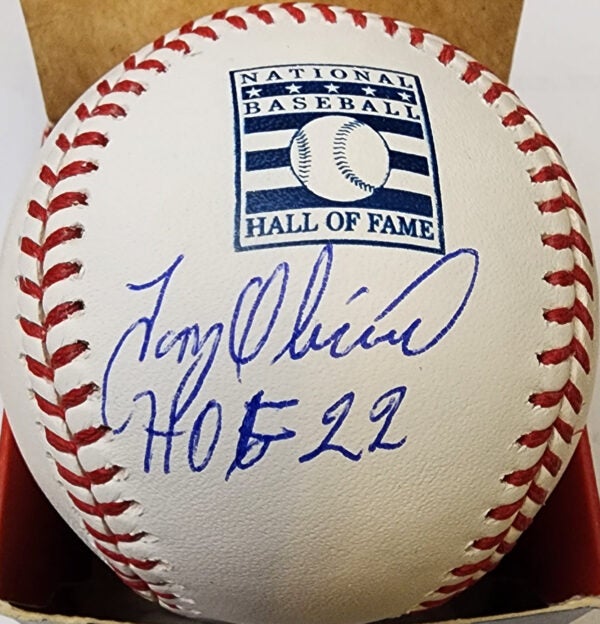 NATIONAL
BASEBALL
HALL OF FAME
Tony Oliva
HOF 22